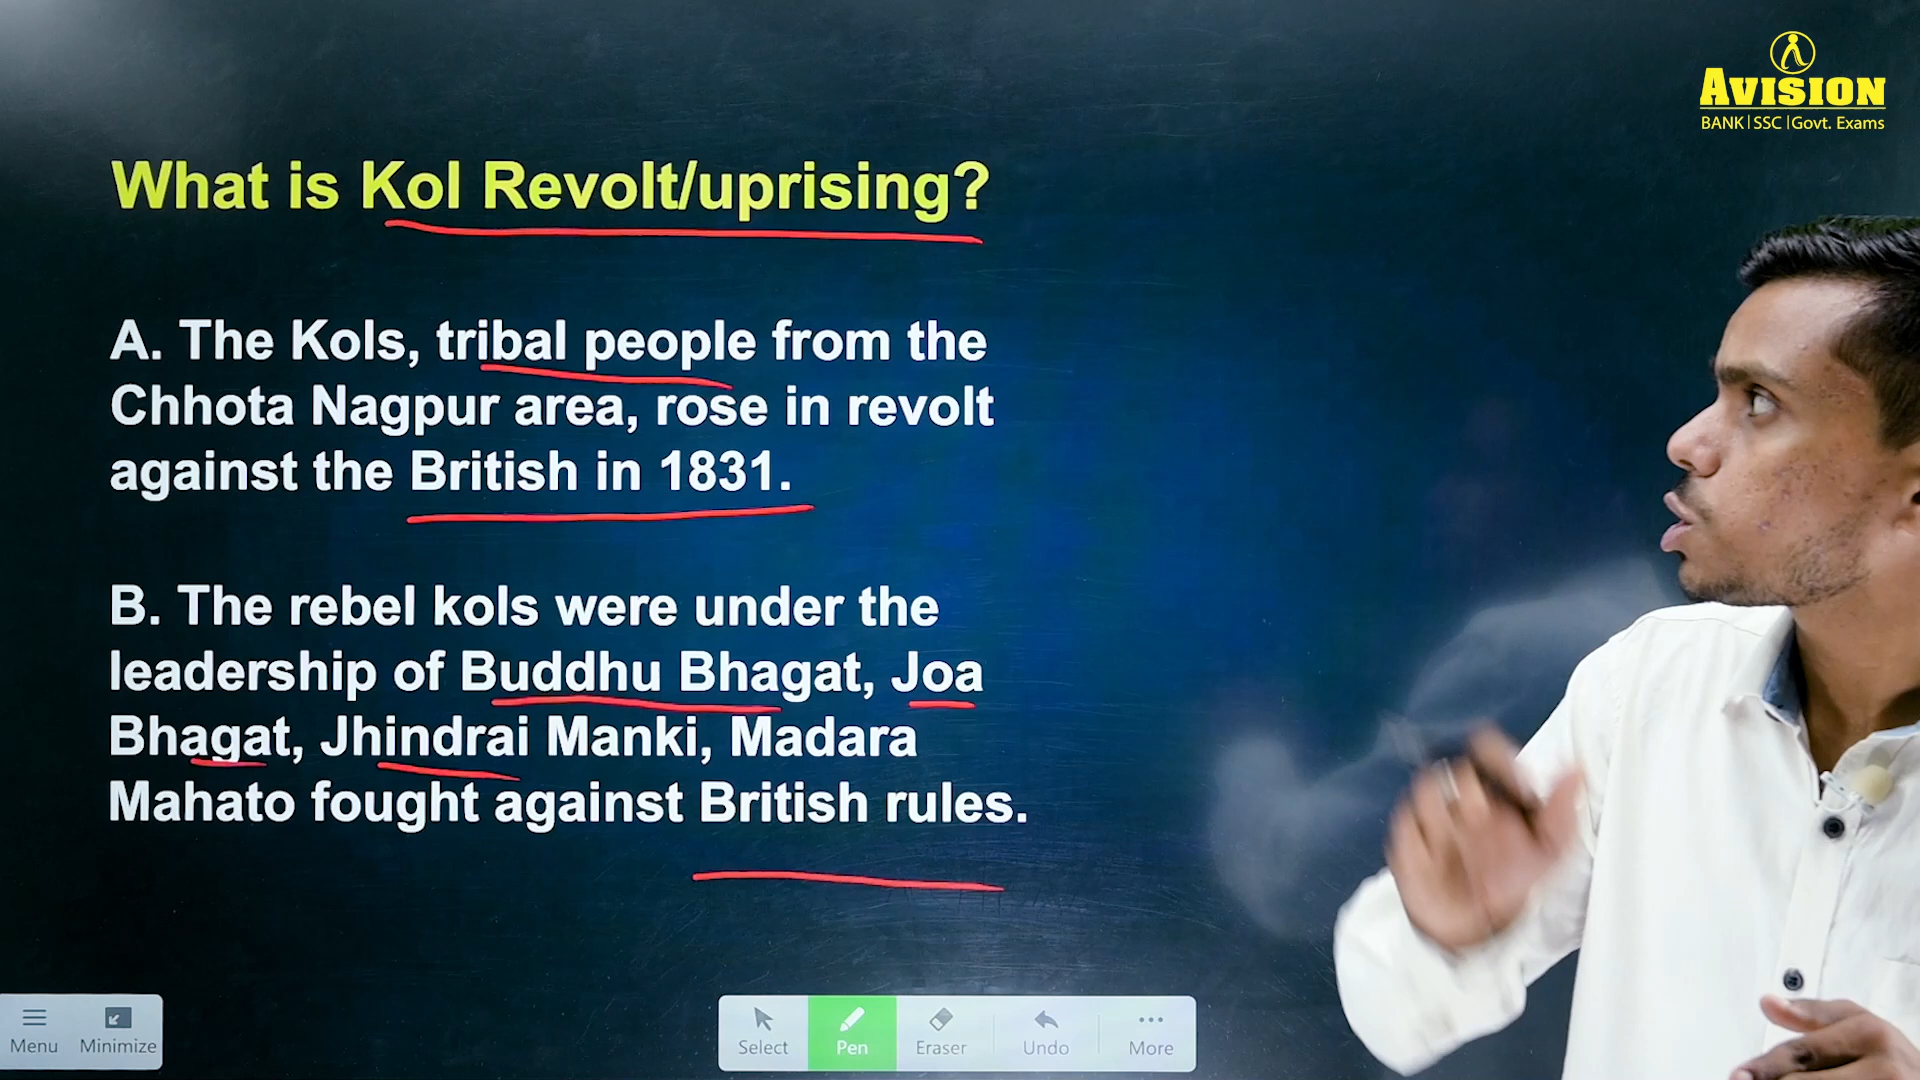 AVISION
BANK|SSC|Govt. Exams
What is Kol Revolt/uprising?
A. The Kols, tribal people from the
Chhota Nagpur area, rose in revolt
against the British in 1831.
B. The rebel kols were under the
leadership of Buddhu Bhagat, Joa
Bhagat, Jhindrai Manki, Madara
Mahato fought against British rules.
Menu Minimize Select Pen Eraser Undo More